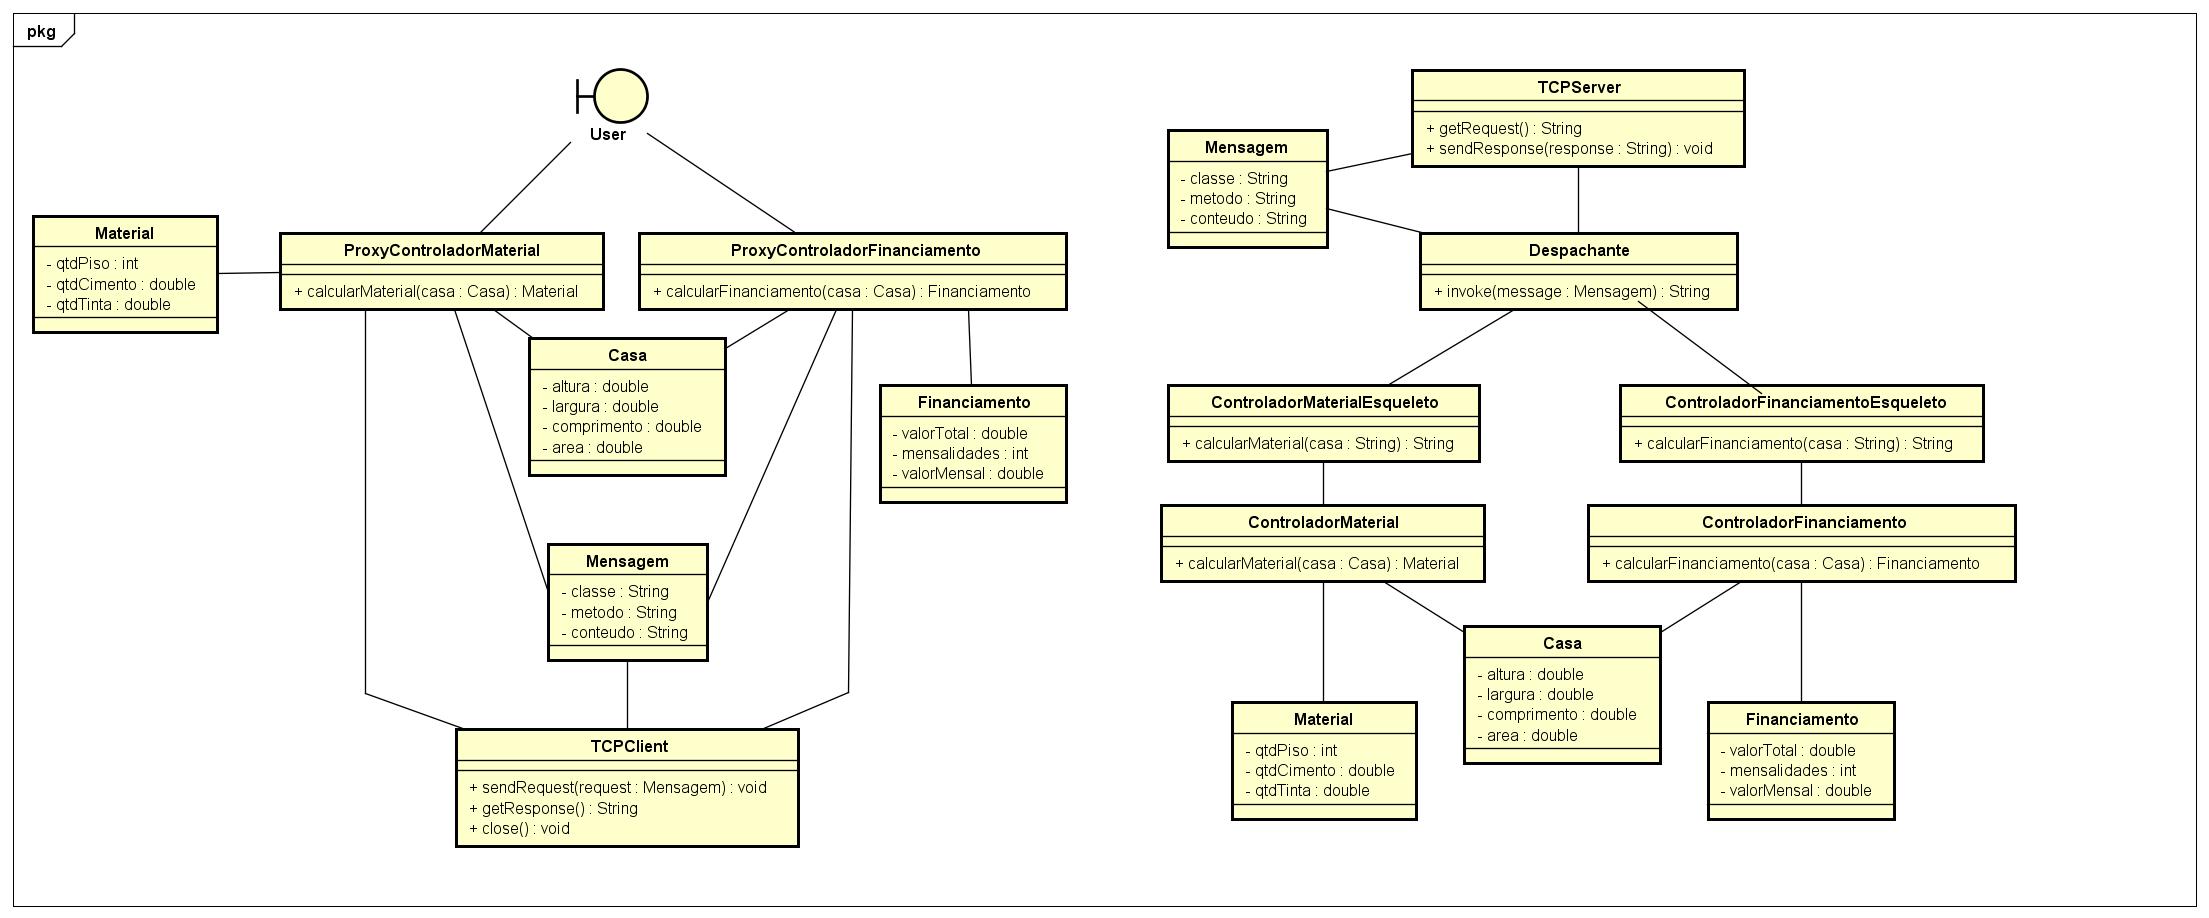 pkg
User
Material
- qtdPiso : int
- qtdCimento : double
- qtdTinta : double
ProxyControladorMaterial
+ calcularMaterial(casa : Casa) : Material
ProxyControladorFinanciamento
+ calcularFinanciamento(casa : Casa) : Financiamento
Casa
- altura : double
- largura : double
- comprimento : double
- area : double
Financiamento
- valorTotal : double
- mensalidades : int
- valorMensal : double
Mensagem
- classe : String
- metodo : String
- conteudo : String
TCPClient
+ sendRequest(request : Mensagem) : void
+ getResponse() : String
+ close() : void
TCPServer
+ getRequest() : String
+ sendResponse(response : String) : void
Mensagem
- classe : String
- metodo : String
- conteudo : String
Despachante
+ invoke(message : Mensagem) : String
ControladorMaterialEsqueleto
+ calcularMaterial(casa : String) : String
ControladorFinanciamentoEsqueleto
+ calcularFinanciamento(casa : String) : String
ControladorMaterial
+ calcularMaterial(casa : Casa) : Material
ControladorFinanciamento
+ calcularFinanciamento(casa : Casa) : Financiamento
Casa
- altura : double
- largura : double
- comprimento : double
- area : double
Material
- qtdPiso : int
- qtdCimento : double
- qtdTinta : double
Financiamento
- valorTotal : double
- mensalidades : int
- valorMensal : double